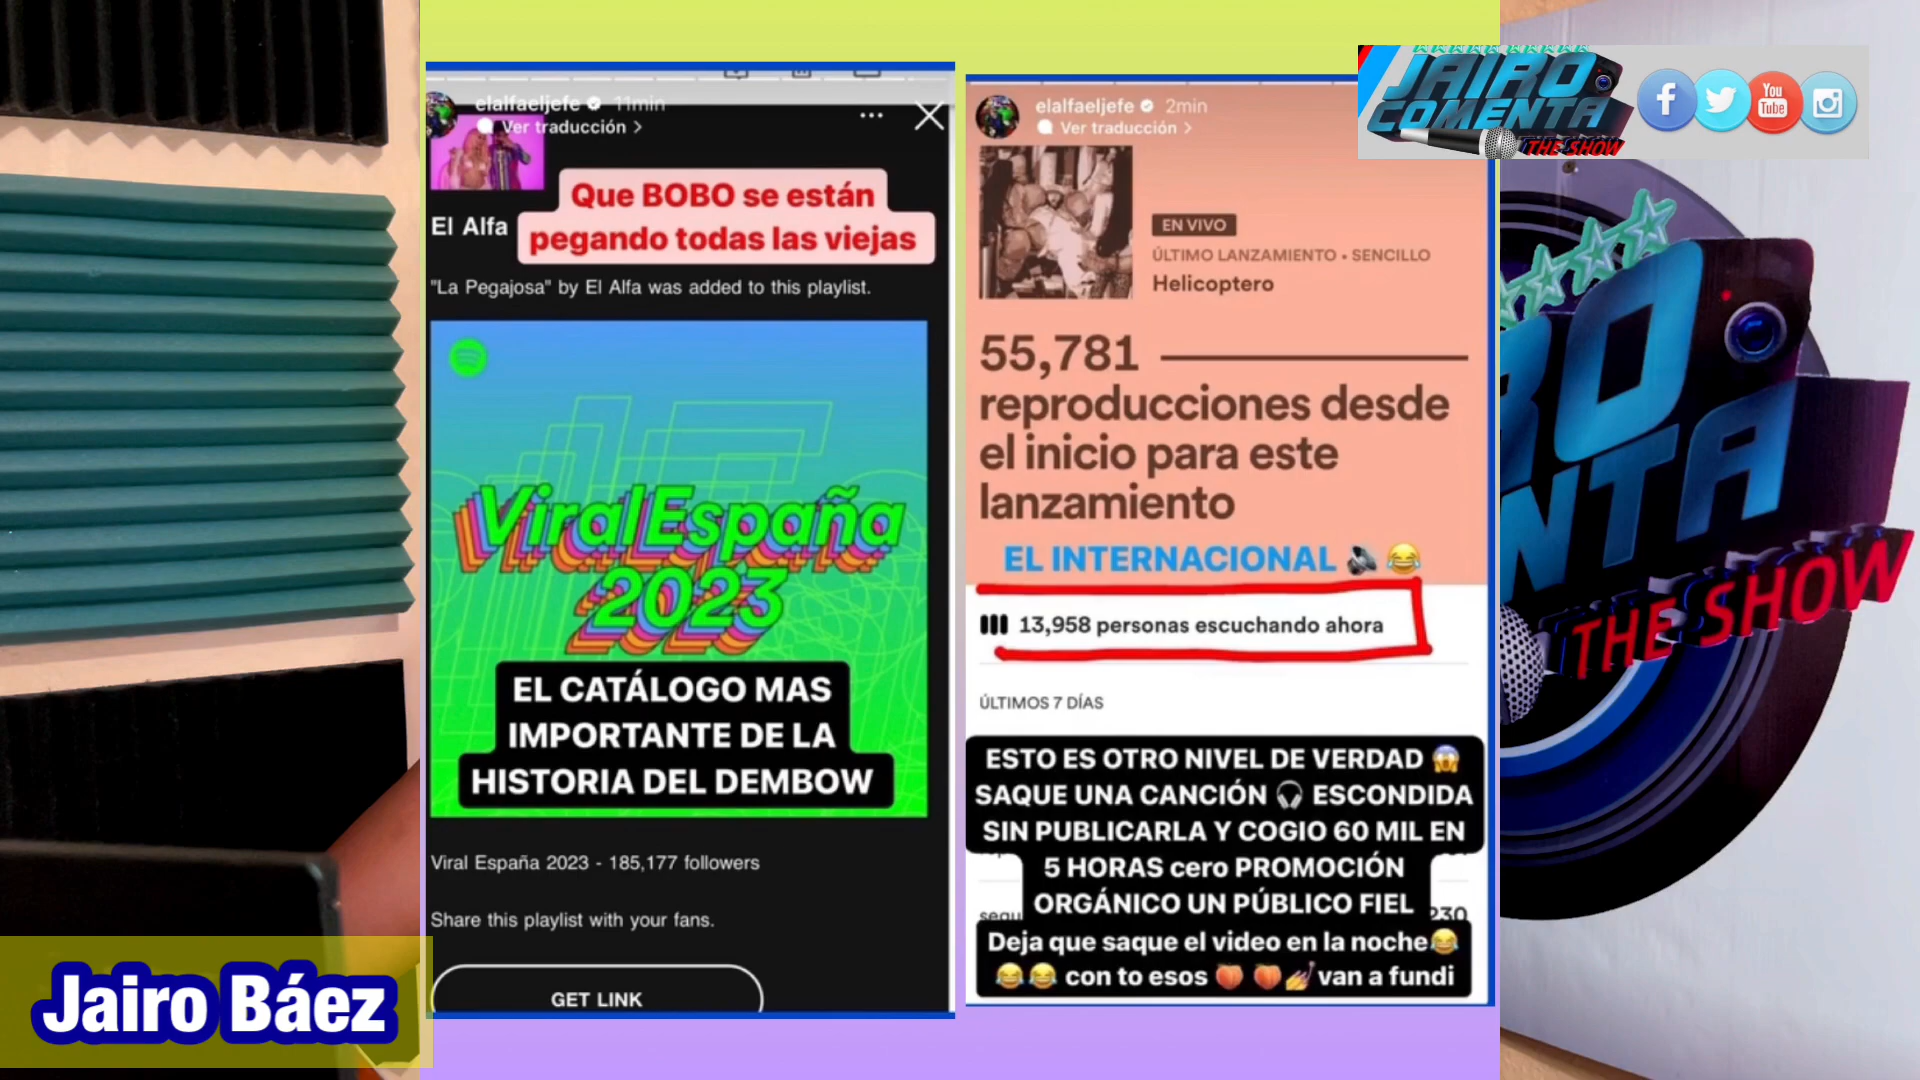 elalfaeljefe 11min
Ver traducción >
Que BOBO se están
pegando todas las viejas
El Alfa
"La Pegajosa" by El Alfa was added to this playlist.
Viral España
2023
EL CATÁLOGO MAS
IMPORTANTE DE LA
HISTORIA DEL DEMBOW
Viral España 2023 - 185,177 followers
Share this playlist with your fans.
GET LINK
elalfaeljefe 2min
Ver traducción >
EN VIVO
ÚLTIMO LANZAMIENTO • SENCILLO
Helicoptero
55,781
reproducciones desde
el inicio para este
lanzamiento
EL INTERNACIONAL 🔊😂
13,958 personas escuchando ahora
ÚLTIMOS 7 DÍAS
ESTO ES OTRO NIVEL DE VERDAD 😱
SAQUE UNA CANCIÓN 🎧 ESCONDIDA
SIN PUBLICARLA Y COGIO 60 MIL EN
5 HORAS cero PROMOCIÓN
ORGÁNICO UN PÚBLICO FIEL
230
Deja que saque el video en la noche😂
😂😂 con to esos 🍑 🍑 💅 van a fundi
JAIRO
COMENTA
THE SHOW
You
Tube
RO
ENTA
THE SHOW
Jairo Báez